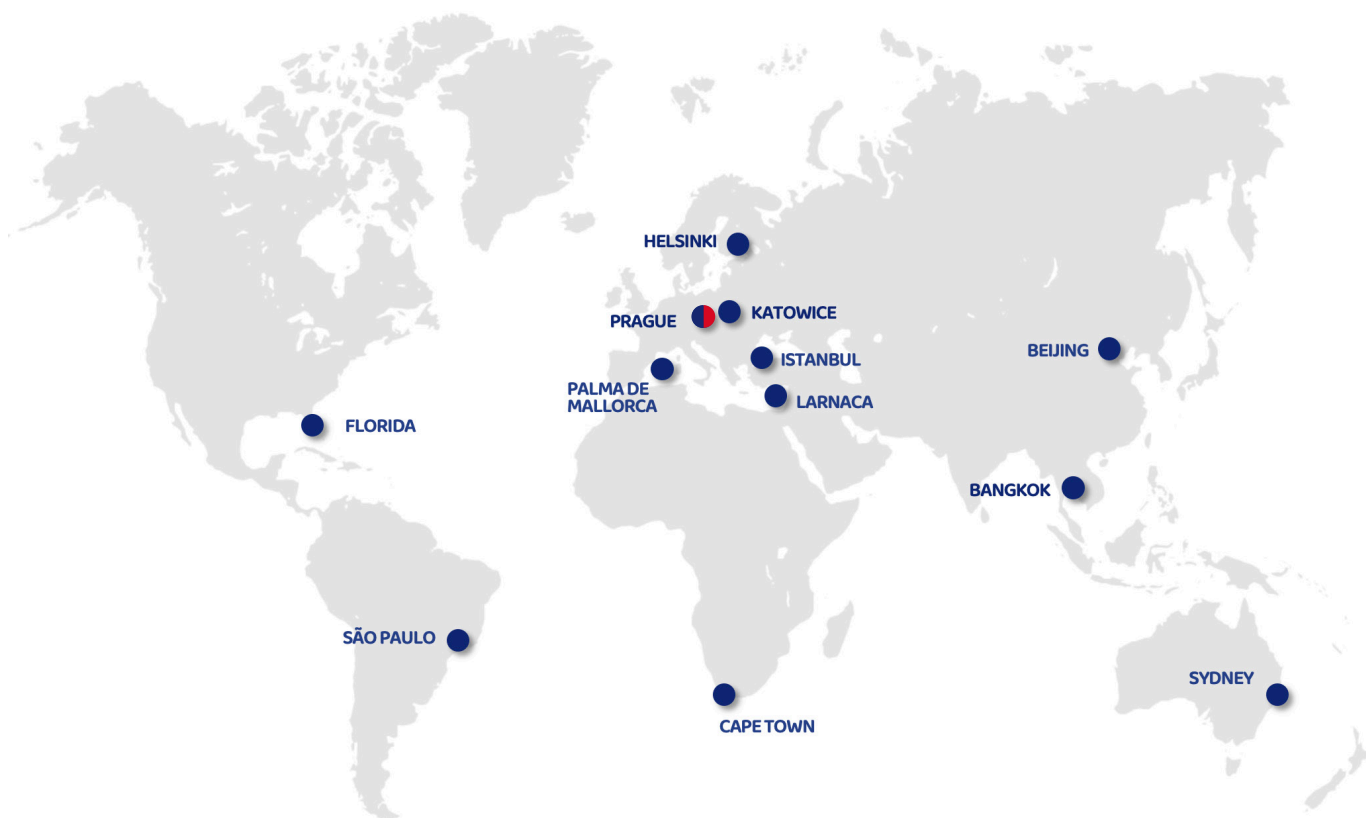 HELSINKI
PRAGUE
KATOWICE
ISTANBUL
BEIJING
PALMA DE
MALLORCA
LARNACA
FLORIDA
BANGKOK
SÃO PAULO
SYDNEY
CAPE TOWN